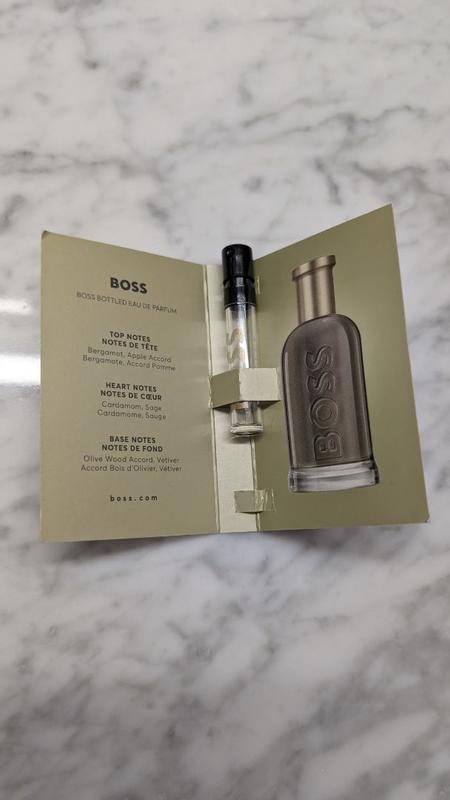 BOSS
BOSS BOTTLED EAU DE PARFUM
TOP NOTES
NOTES DE TÊTE
Bergamot, Apple Accord
Bergamote, Accord Pomme
HEART NOTES
NOTES DE CŒUR
Cardamom, Sage
Cardamome, Sauge
BASE NOTES
NOTES DE FOND
Olive Wood Accord, Vetiver
Accord Bois d'Olivier, Vétiver
boss.com
SS
BOSS